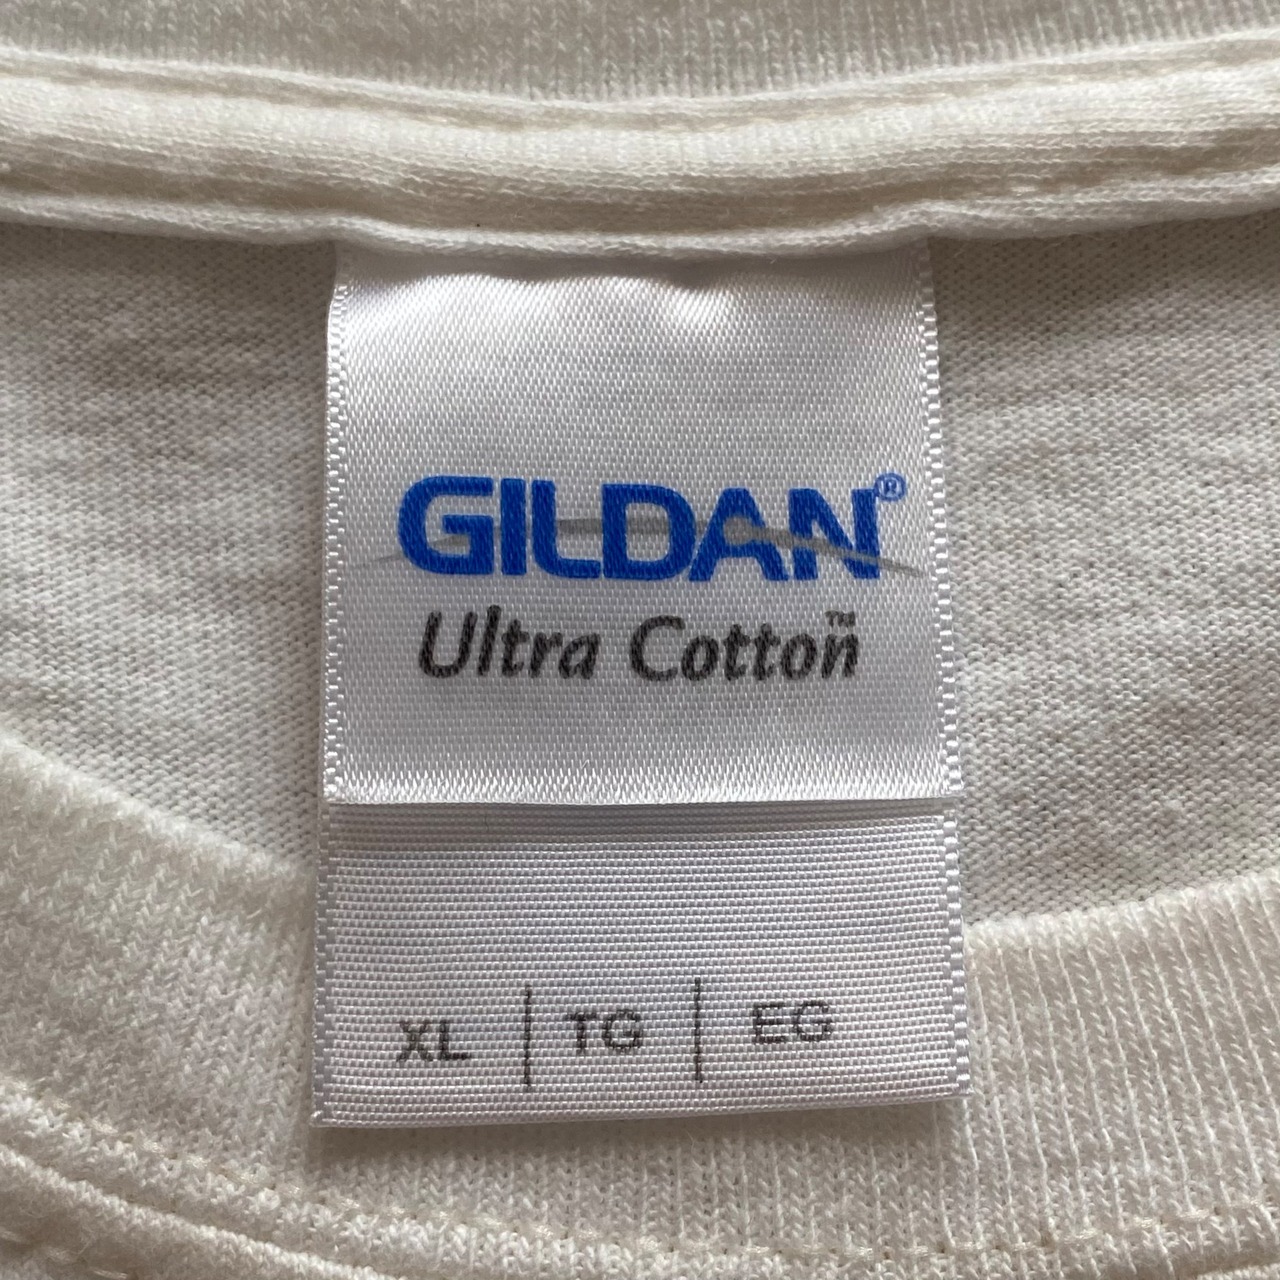 GILDAN®
Ultra Cotton™
XL | TG | EG